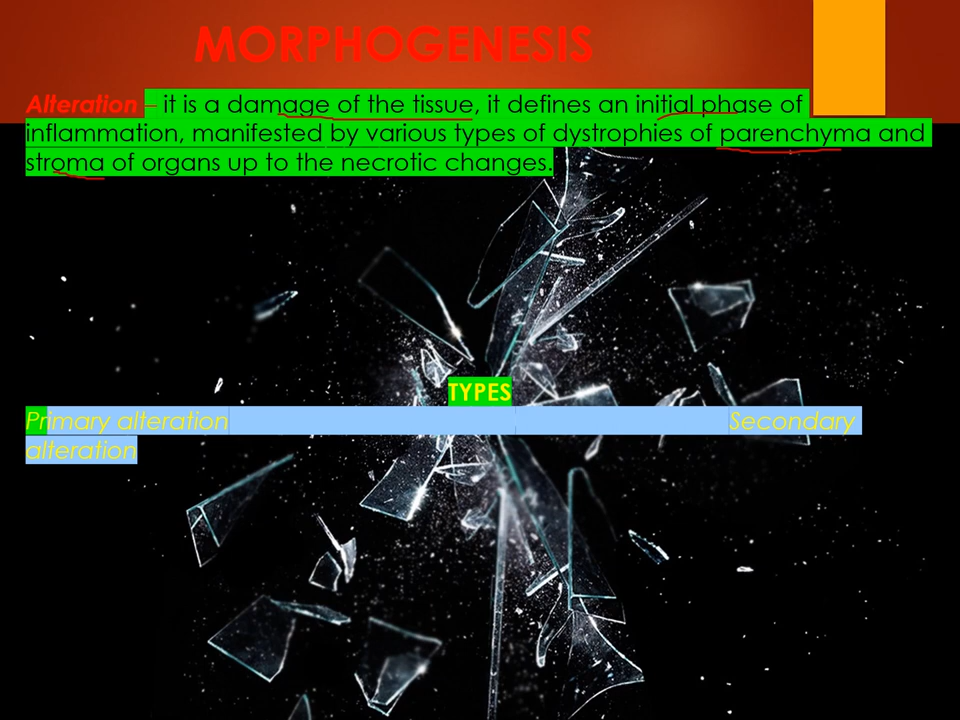 MORPHOGENESIS
Alteration – it is a damage of the tissue, it defines an initial phase of
inflammation, manifested by various types of dystrophies of parenchyma and
stroma of organs up to the necrotic changes.
TYPES
Primary alteration Secondary
alteration